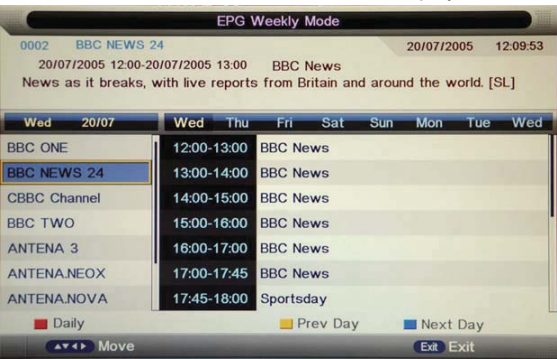 EPG Weekly Mode
0002 BBC NEWS 24 20/07/2005 12:09:53
20/07/2005 12:00-20/07/2005 13:00 BBC News
News as it breaks, with live reports from Britain and around the world. [SL]
Wed 20/07 Wed Thu Fri Sat Sun Mon Tue Wed
BBC ONE 12:00-13:00 BBC News
BBC NEWS 24 13:00-14:00 BBC News
CBBC Channel 14:00-15:00 BBC News
BBC TWO 15:00-16:00 BBC News
ANTENA 3 16:00-17:00 BBC News
ANTENA.NEOX 17:00-17:45 BBC News
ANTENA.NOVA 17:45-18:00 Sportsday
Daily Prev Day Next Day
Move Exit Exit